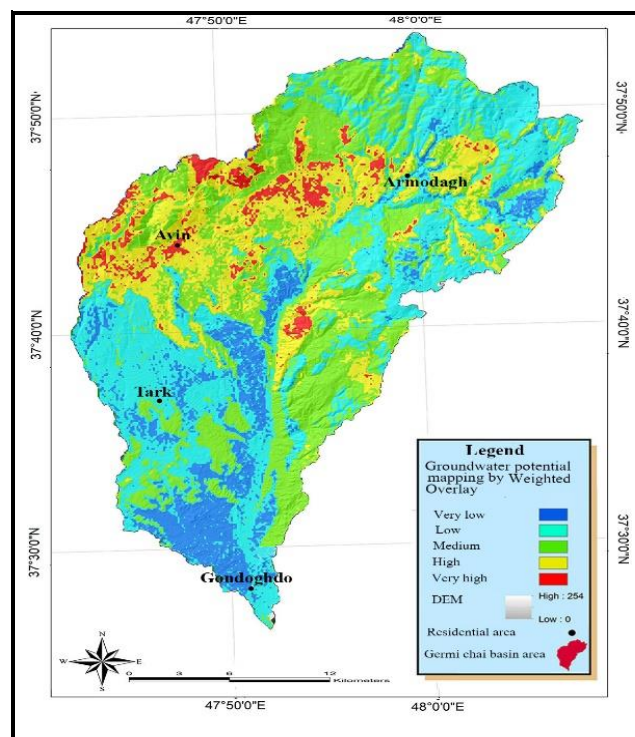 47°50'0"E 48°0'0"E
37°50'0"N
37°50'0"N
Armodagh
Avin
37°40'0"N
37°40'0"N
Tark
Legend
Groundwater potential
mapping by Weighted
Overlay
Very low
Low
Medium
High
Very high
DEM
High : 254
Low : 0
Residential area
Germi chai basin area
37°30'0"N
37°30'0"N
Gondoghdo
N
W E
S
0 3 6 12
Kilometers
47°50'0"E 48°0'0"E